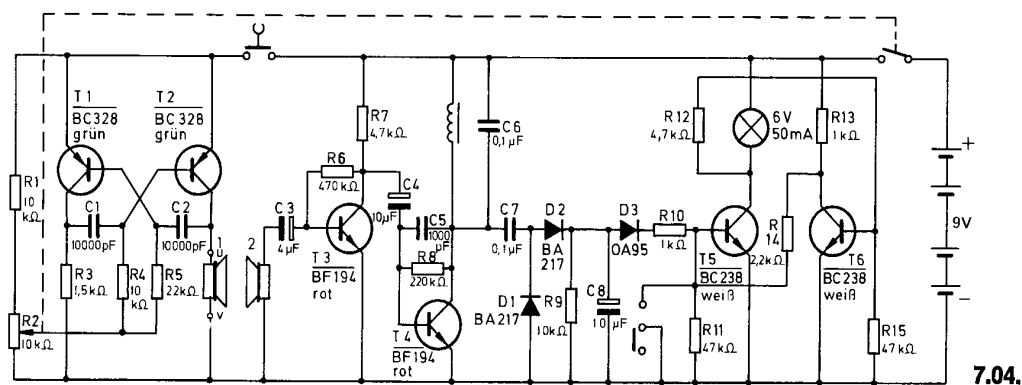 T1
BC328
grün
T2
BC 328
grün
R1
10
kΩ
R2
10kΩ
C1
10000pF
C2
10000pF
R3
1,5kΩ
R4
10
kΩ
R5
22kΩ
1
U
V
2
C3
4µF
R6
470kΩ
R7
4,7kΩ
T3
BF194
rot
C4
10µF
C5
1000
pF
R8
220kΩ
T4
BF194
rot
C6
0,1µF
C7
0,1µF
D1
BA217
D2
BA
217
R9
10kΩ
D3
OA95
C8
10 µF
R10
1kΩ
R11
47kΩ
R12
4,7kΩ
6V
50mA
R13
1kΩ
R
14
2,2kΩ
T5
BC238
weiß
T6
BC238
weiß
R15
47kΩ
+
9V
−
7.04.